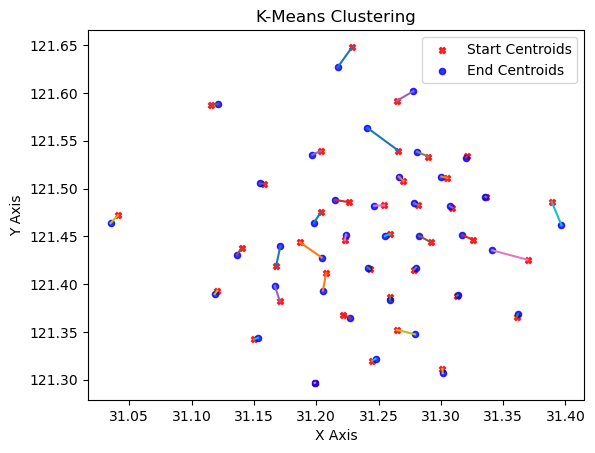 K-Means Clustering
Start Centroids
End Centroids
121.65
121.60
121.55
121.50
121.45
121.40
121.35
121.30
Y Axis
31.05 31.10 31.15 31.20 31.25 31.30 31.35 31.40
X Axis